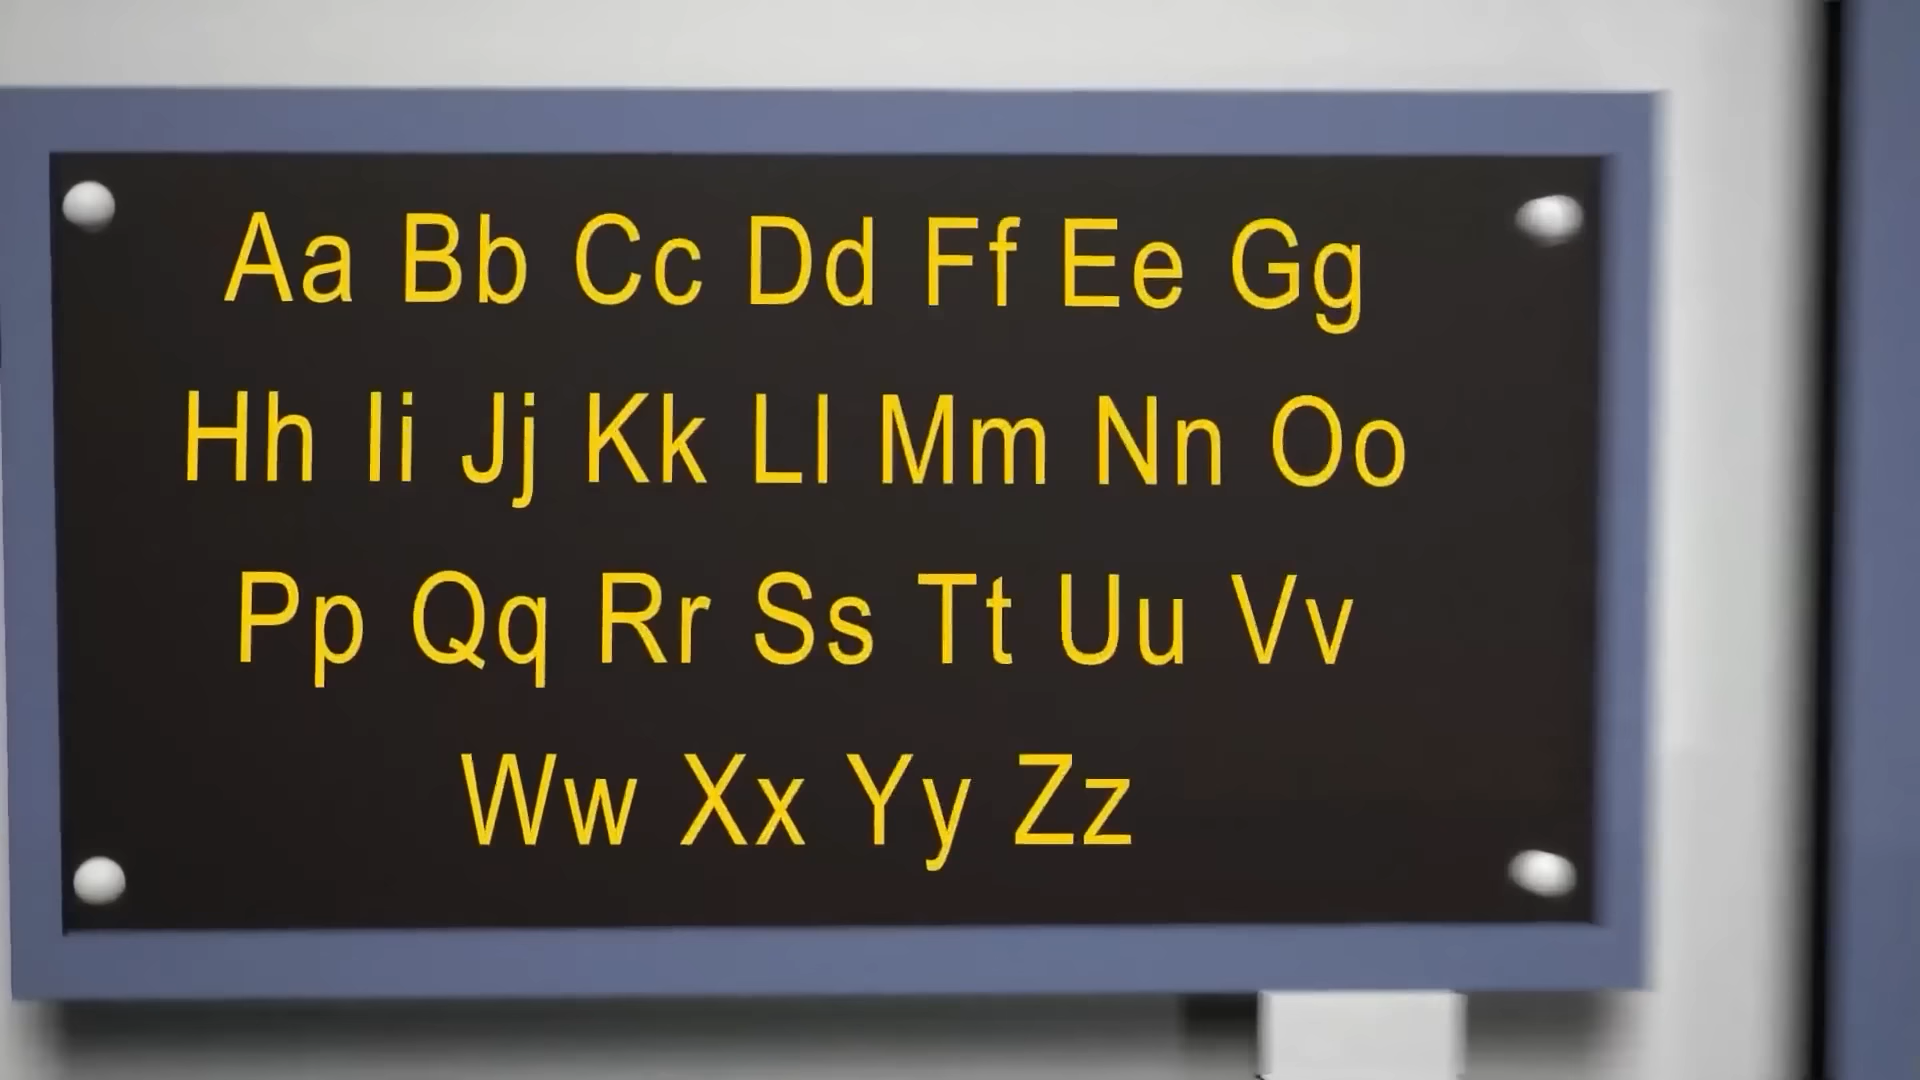 Aa Bb Cc Dd Ff Ee Gg
Hh Ii Jj Kk Ll Mm Nn Oo
Pp Qq Rr Ss Tt Uu Vv
Ww Xx Yy Zz